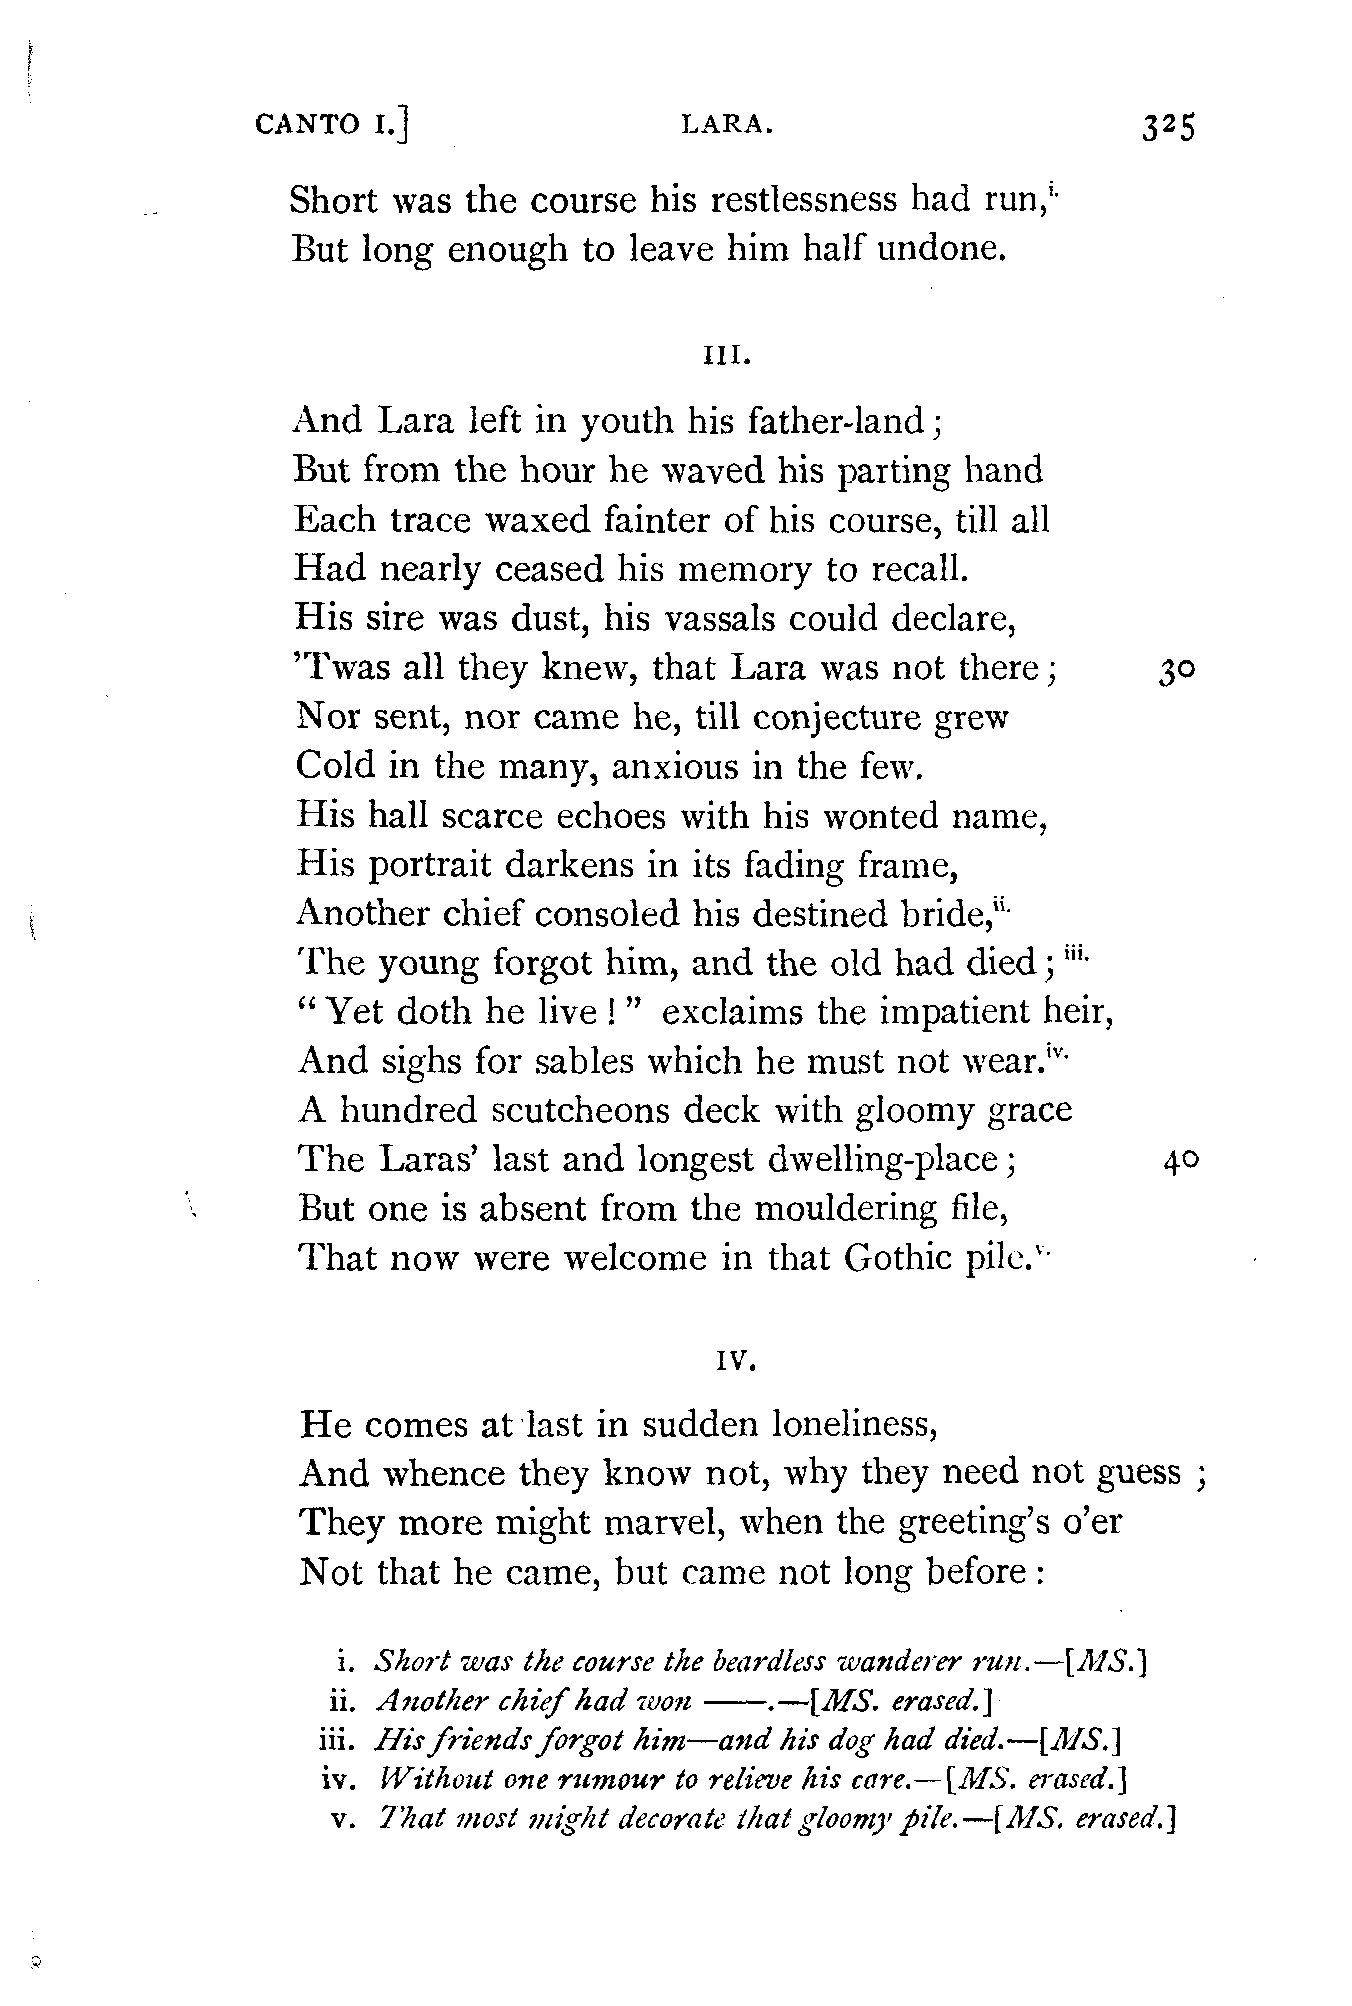 CANTO I.] LARA. 325
Short was the course his restlessness had run,i.
But long enough to leave him half undone.
III.
And Lara left in youth his father-land;
But from the hour he waved his parting hand
Each trace waxed fainter of his course, till all
Had nearly ceased his memory to recall.
His sire was dust, his vassals could declare,
'Twas all they knew, that Lara was not there; 30
Nor sent, nor came he, till conjecture grew
Cold in the many, anxious in the few.
His hall scarce echoes with his wonted name,
His portrait darkens in its fading frame,
Another chief consoled his destined bride,ii.
The young forgot him, and the old had died; iii.
"Yet doth he live!" exclaims the impatient heir,
And sighs for sables which he must not wear.iv.
A hundred scutcheons deck with gloomy grace
The Laras' last and longest dwelling-place; 40
But one is absent from the mouldering file,
That now were welcome in that Gothic pile.v.
IV.
He comes at last in sudden loneliness,
And whence they know not, why they need not guess;
They more might marvel, when the greeting's o'er
Not that he came, but came not long before:
i. Short was the course the beardless wanderer run.—[MS.]
ii. Another chief had won ——.—[MS. erased.]
iii. His friends forgot him—and his dog had died.—[MS.]
iv. Without one rumour to relieve his care.—[MS. erased.]
v. That most might decorate that gloomy pile.—[MS. erased.]